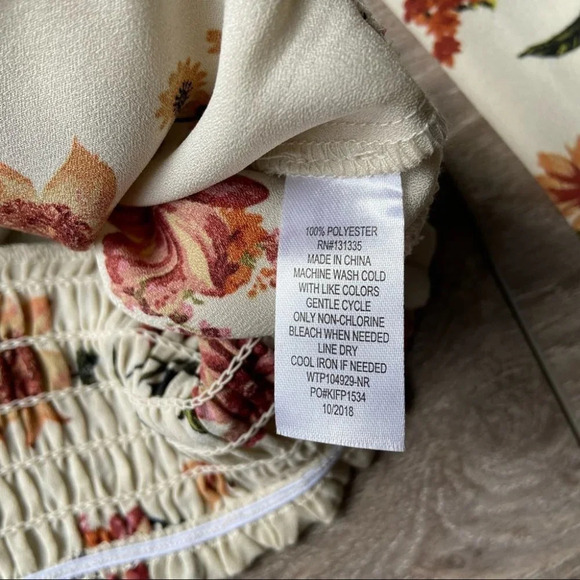 100% POLYESTER
RN#131335
MADE IN CHINA
MACHINE WASH COLD
WITH LIKE COLORS
GENTLE CYCLE
ONLY NON-CHLORINE
BLEACH WHEN NEEDED
LINE DRY
COOL IRON IF NEEDED
WTP104929-NR
PO#KIFP1534
10/2018